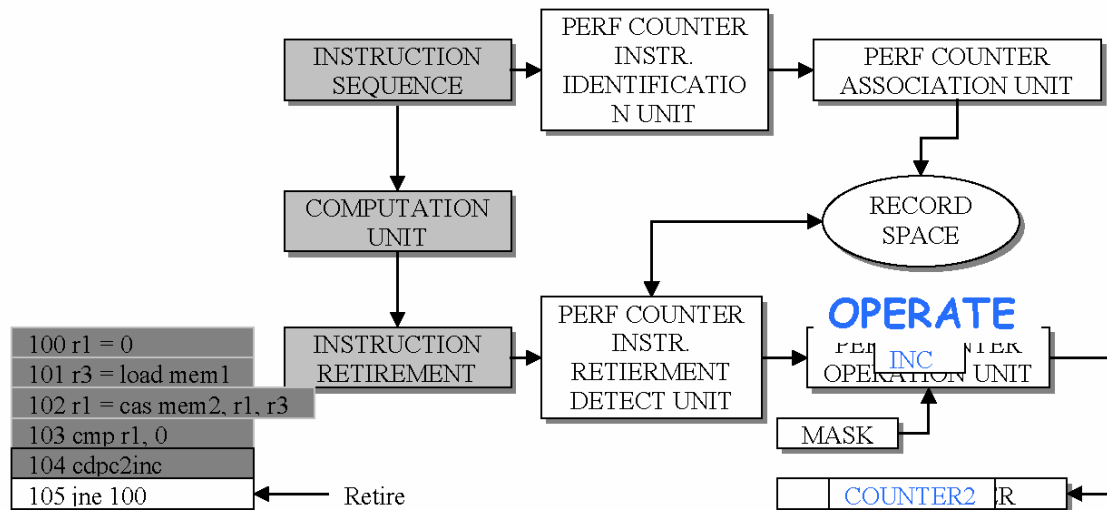 INSTRUCTION
SEQUENCE
PERF COUNTER
INSTR.
IDENTIFICATIO
N UNIT
PERF COUNTER
ASSOCIATION UNIT
COMPUTATION
UNIT
RECORD
SPACE
INSTRUCTION
RETIREMENT
PERF COUNTER
INSTR.
RETIERMENT
DETECT UNIT
OPERATE
INC
OPERATION UNIT
MASK
COUNTER2
100 r1 = 0
101 r3 = load mem1
102 r1 = cas mem2, r1, r3
103 cmp r1, 0
104 cdpc2inc
105 jne 100
Retire